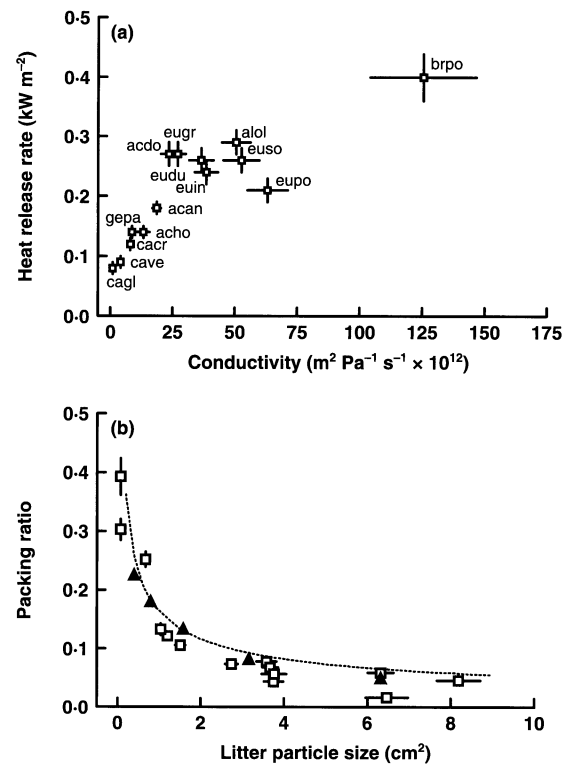 0·5
(a)
0·4
0·3
0·2
0·1
0·0
Heat release rate (kW m⁻²)
brpo
eugr
alol
acdo
euso
eudu
euin
eupo
acan
gepa
acho
cacr
cave
cagl
0 25 50 75 100 125 150 175
Conductivity (m² Pa⁻¹ s⁻¹ × 10¹²)
0·5
(b)
0·4
0·3
0·2
0·1
0·0
Packing ratio
0 2 4 6 8 10
Litter particle size (cm²)